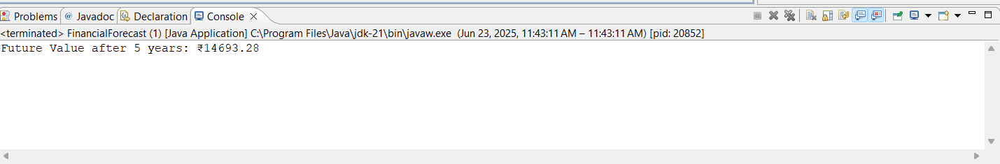 Problems @ Javadoc Declaration Console
<terminated> FinancialForecast (1) [Java Application] C:\Program Files\Java\jdk-21\bin\javaw.exe (Jun 23, 2025, 11:43:11 AM – 11:43:11 AM) [pid: 20852]
Future Value after 5 years: ₹14693.28